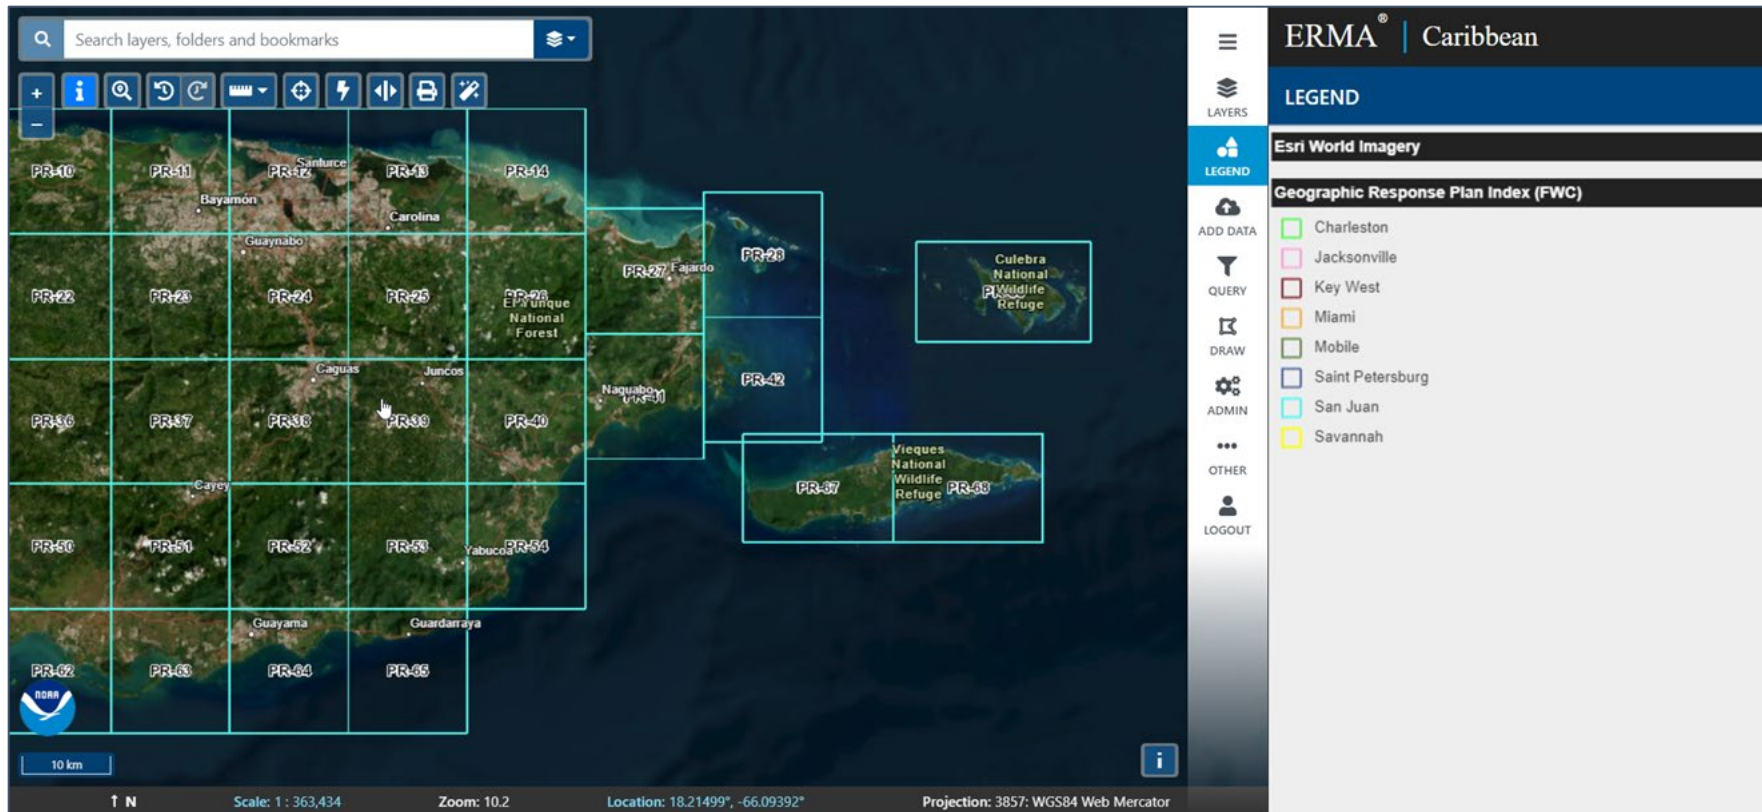 Search layers, folders and bookmarks
+
−
PR-10
PR-11
PR-12
Santurce
PR-13
PR-14
Bayamón
Carolina
Guaynabo
PR-22
PR-23
PR-24
PR-25
PR-26
El Yunque
National
Forest
PR-27
Fajardo
PR-28
Culebra
National
Wildlife
Refuge
Caguas
Juncos
PR-36
PR-37
PR-38
PR-39
PR-40
Naguabo
PR-41
PR-42
Cayey
Vieques
National
Wildlife
Refuge
PR-67
PR-68
PR-50
PR-51
PR-52
PR-53
Yabucoa
PR-54
Guayama
Guardarraya
PR-62
PR-63
PR-64
PR-65
NOAA
10 km
i
↑ N
Scale: 1 : 363,434
Zoom: 10.2
Location: 18.21499°, -66.09392°
Projection: 3857: WGS84 Web Mercator
LAYERS
LEGEND
ADD DATA
QUERY
DRAW
ADMIN
OTHER
LOGOUT
ERMA® | Caribbean
LEGEND
Esri World Imagery
Geographic Response Plan Index (FWC)
Charleston
Jacksonville
Key West
Miami
Mobile
Saint Petersburg
San Juan
Savannah